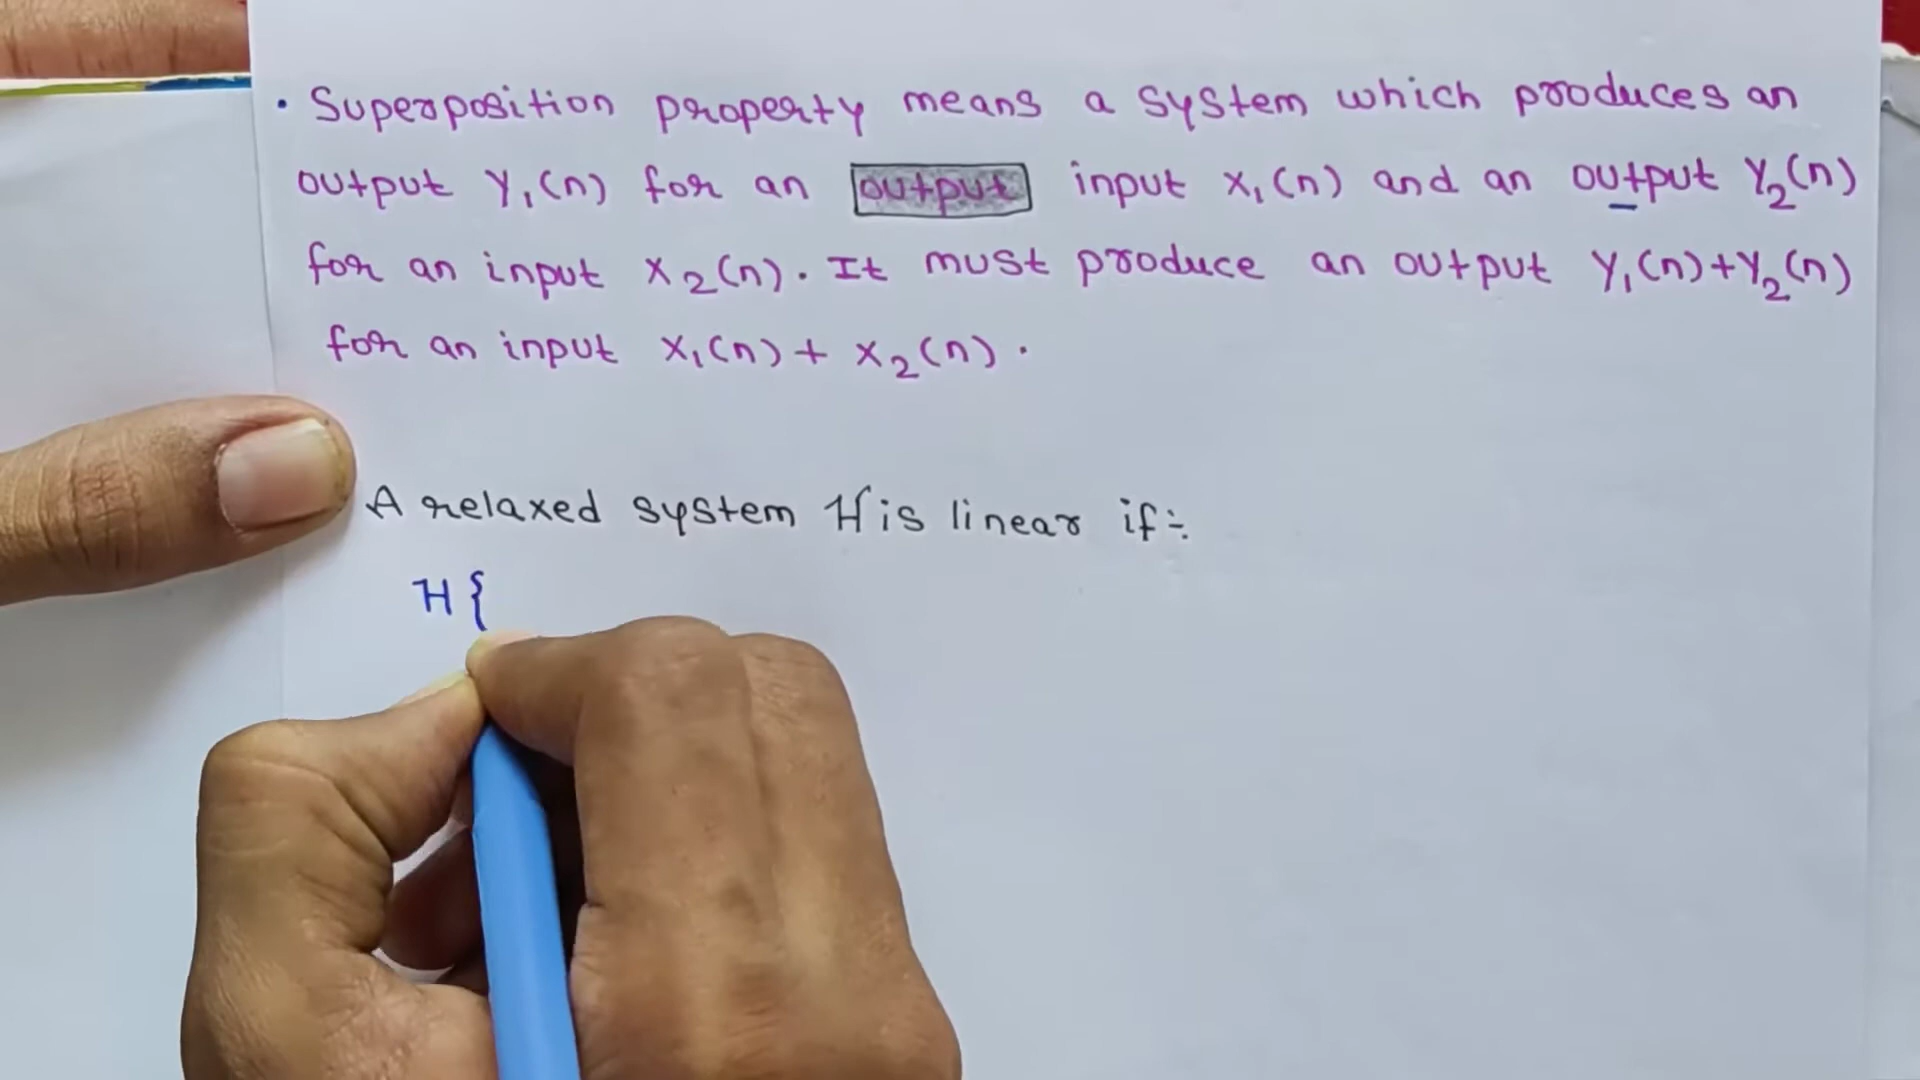 • Superposition property means a system which produces an
output y₁(n) for an output input x₁(n) and an output y₂(n)
for an input x₂(n). It must produce an output y₁(n)+y₂(n)
for an input x₁(n) + x₂(n).
A relaxed system H is linear if:-
H{